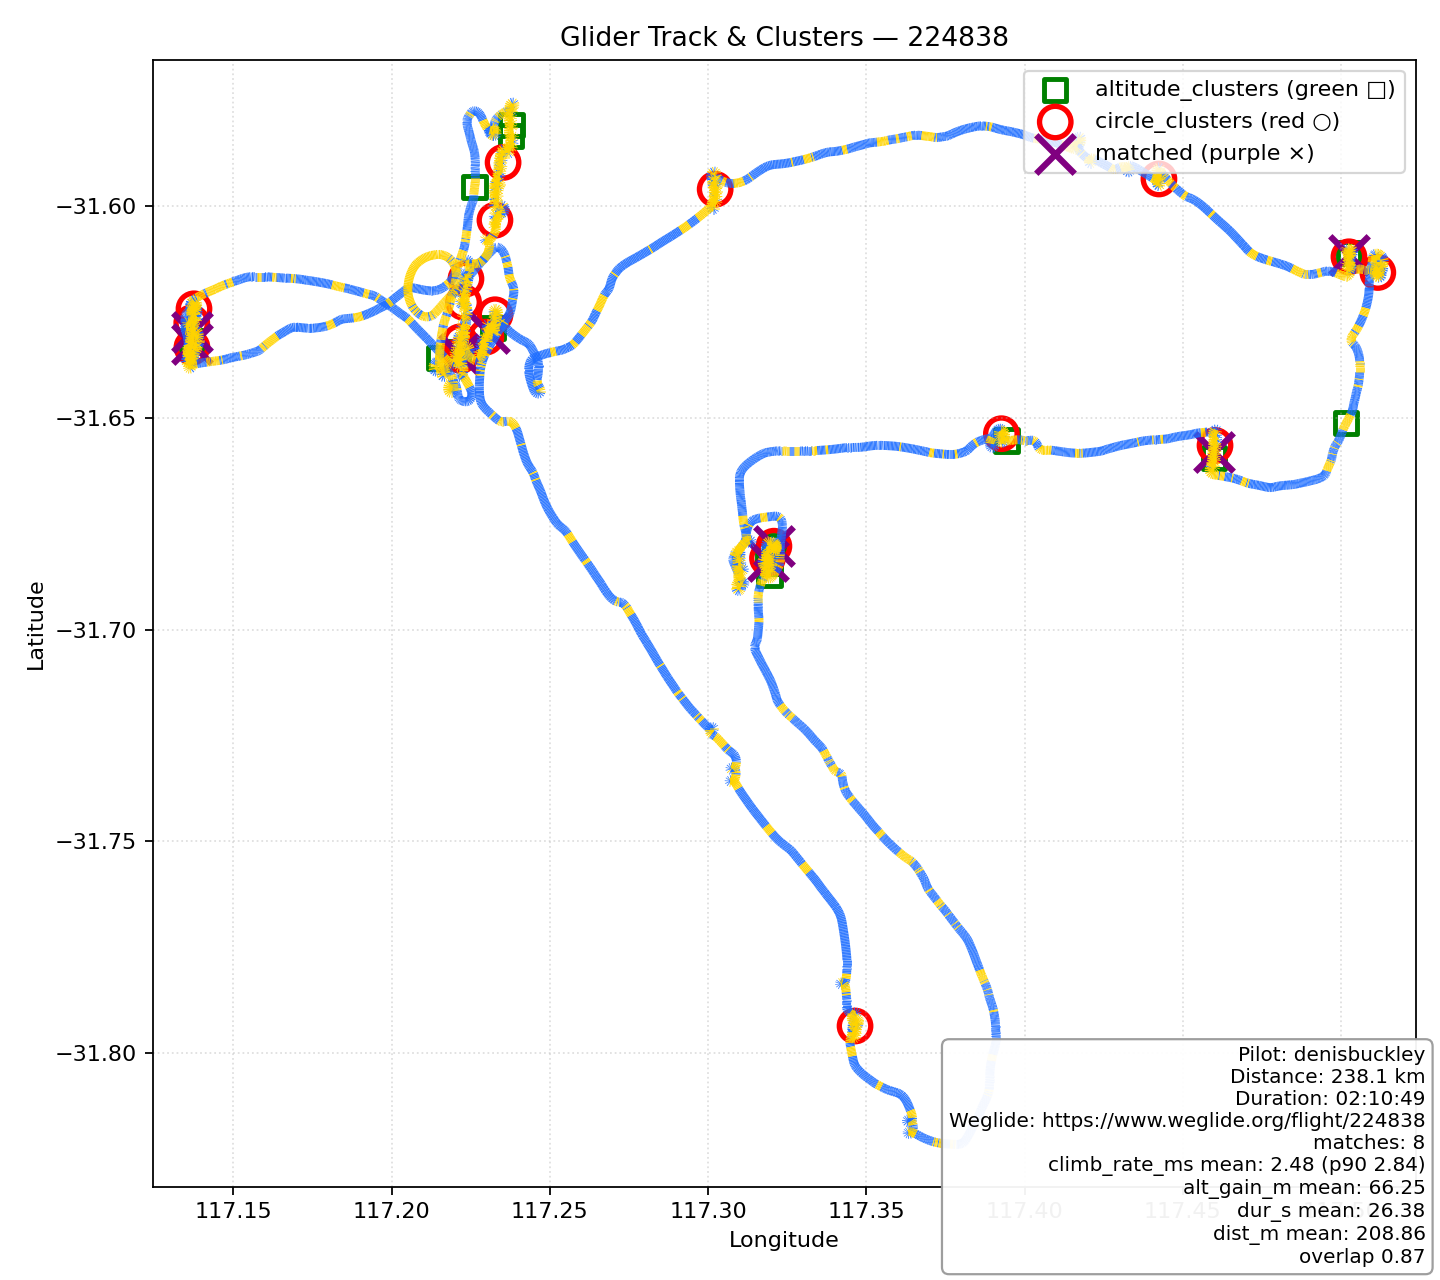 Glider Track & Clusters — 224838
altitude_clusters (green □)
circle_clusters (red ○)
matched (purple ×)
−31.60
−31.65
−31.70
−31.75
−31.80
Latitude
117.15
117.20
117.25
117.30
117.35
117.40
117.45
Longitude
Pilot: denisbuckley
Distance: 238.1 km
Duration: 02:10:49
Weglide: https://www.weglide.org/flight/224838
matches: 8
climb_rate_ms mean: 2.48 (p90 2.84)
alt_gain_m mean: 66.25
dur_s mean: 26.38
dist_m mean: 208.86
overlap 0.87